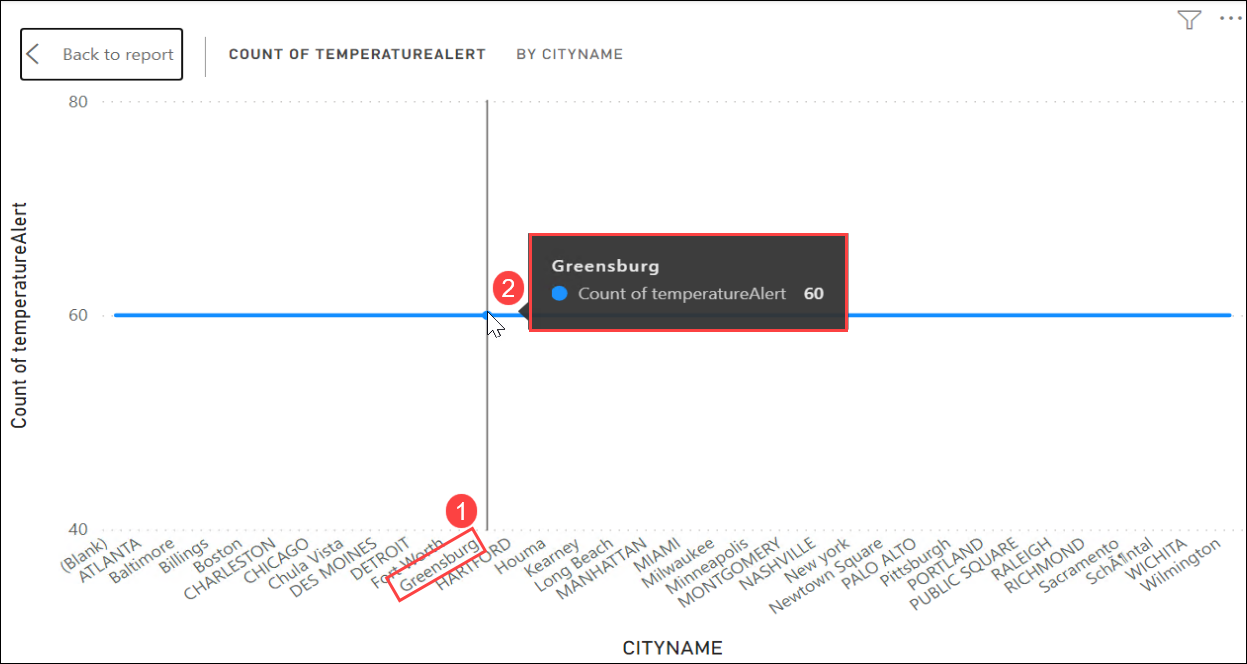 Back to report
COUNT OF TEMPERATUREALERT
BY CITYNAME
80
60
40
Count of temperatureAlert
2
Greensburg
Count of temperatureAlert 60
1
(Blank)
ATLANTA
Baltimore
Billings
Boston
CHARLESTON
CHICAGO
Chula Vista
DES MOINES
DETROIT
Fort Worth
Greensburg
HARTFORD
Houma
Kearney
Long Beach
MANHATTAN
MIAMI
Milwaukee
Minneapolis
MONTGOMERY
NASHVILLE
New york
Newtown Square
PALO ALTO
Pittsburgh
PORTLAND
PUBLIC SQUARE
RALEIGH
RICHMOND
Sacramento
SchÃ¶ntal
WICHITA
Wilmington
CITYNAME